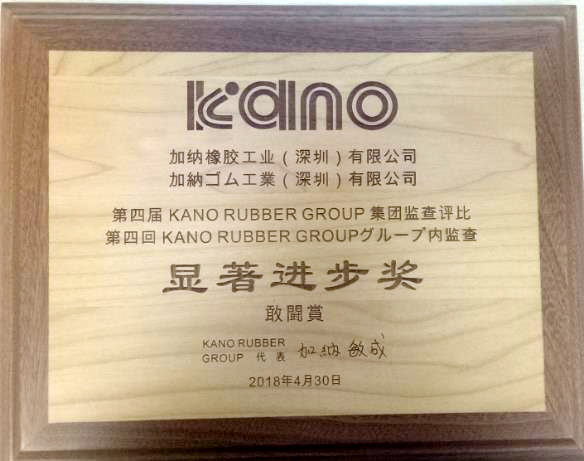 kano
加纳橡胶工业（深圳）有限公司
加納ゴム工業（深圳）有限公司
第四届 KANO RUBBER GROUP 集团监查评比
第四回 KANO RUBBER GROUPグループ内监查
显著进步奖
敢闘賞
KANO RUBBER
GROUP 代表 加納敏成
2018年4月30日